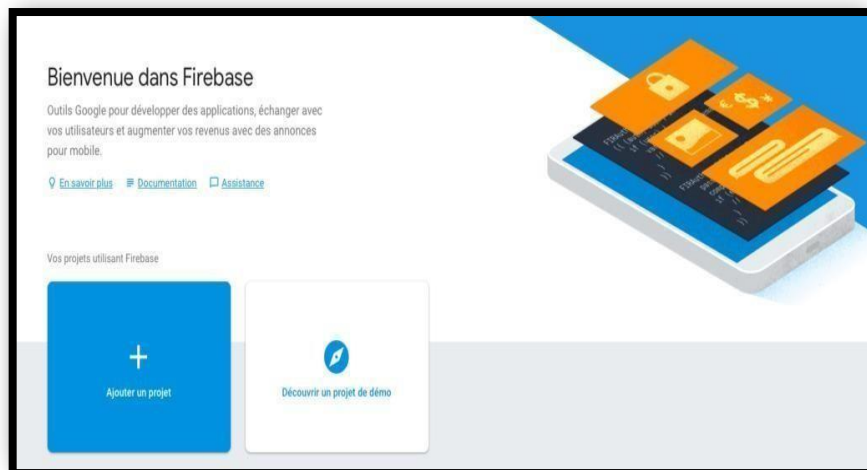 Bienvenue dans Firebase
Outils Google pour développer des applications, échanger avec
vos utilisateurs et augmenter vos revenus avec des annonces
pour mobile.
En savoir plus Documentation Assistance
Vos projets utilisant Firebase
Ajouter un projet
Découvrir un projet de démo